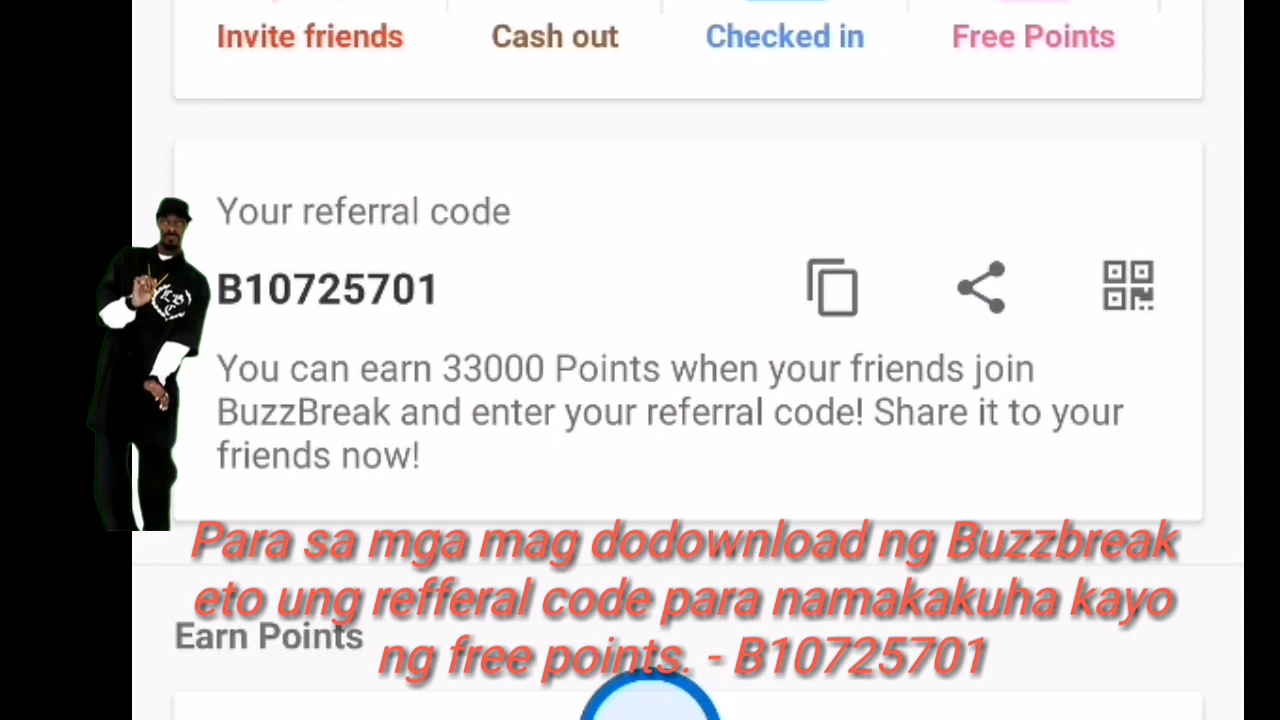 Invite friends
Cash out
Checked in
Free Points
Your referral code
B10725701
You can earn 33000 Points when your friends join
BuzzBreak and enter your referral code! Share it to your
friends now!
Para sa mga mag dodownload ng Buzzbreak
eto ung refferal code para namakakuha kayo
Earn Points
ng free points. - B10725701